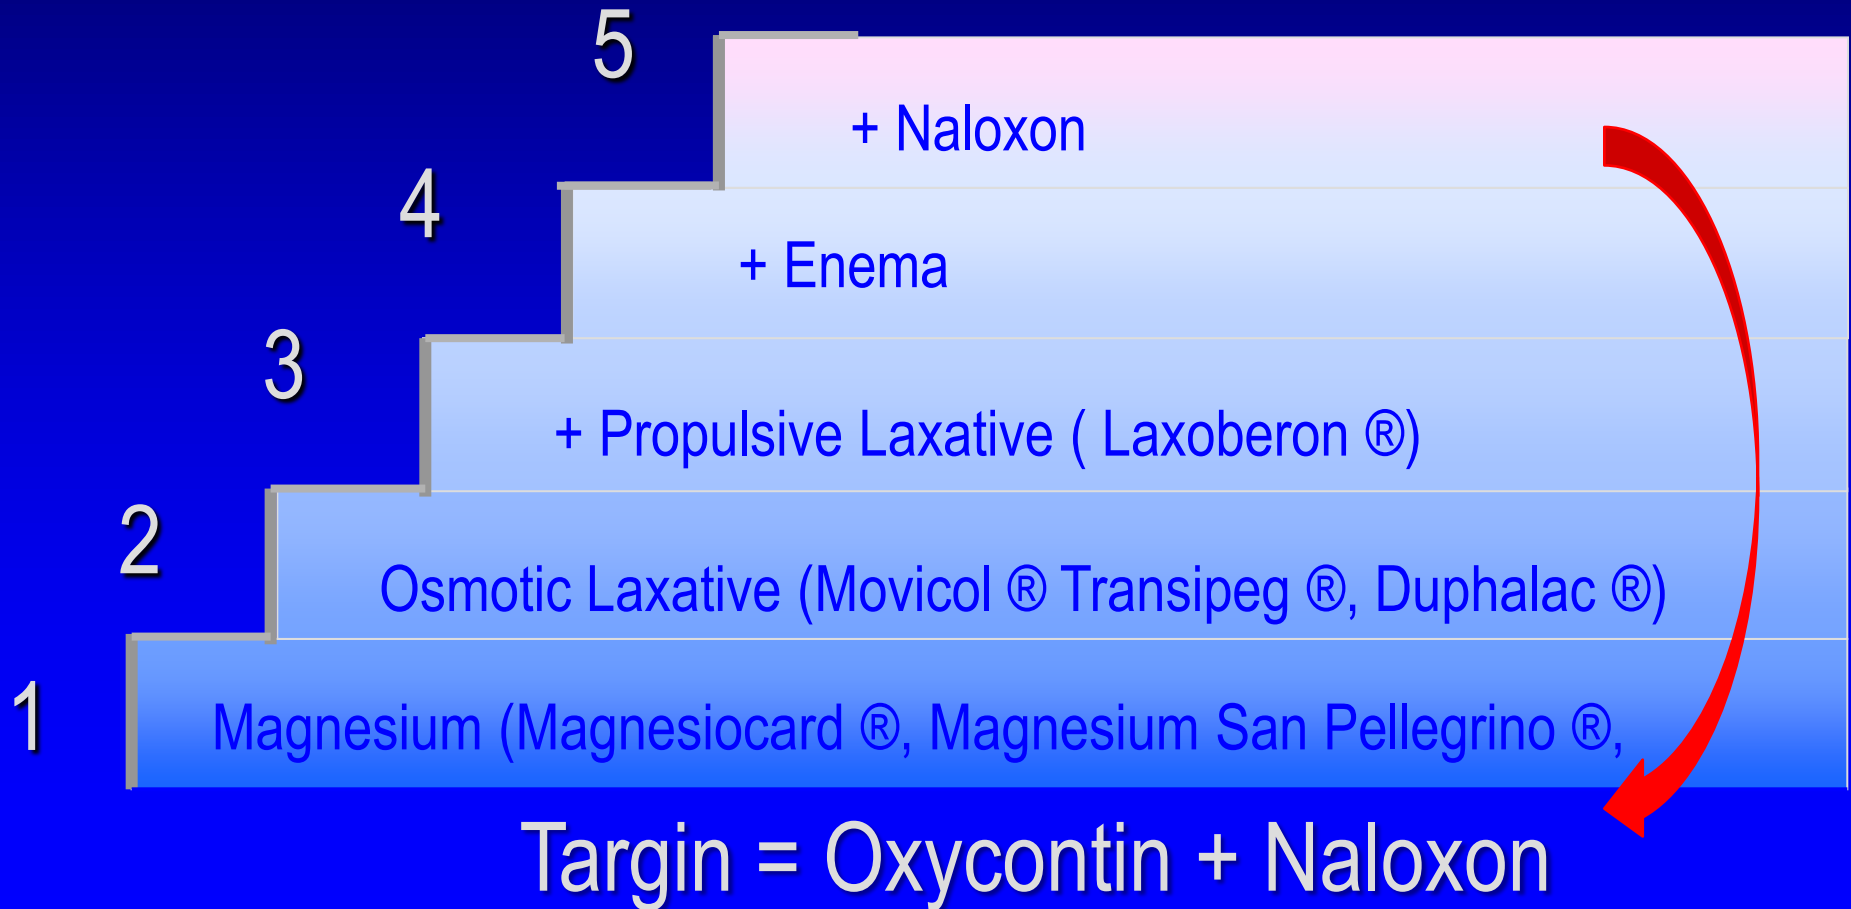 5
+ Naloxon
4
+ Enema
3
+ Propulsive Laxative ( Laxoberon ®)
2
Osmotic Laxative (Movicol ® Transipeg ®, Duphalac ®)
1
Magnesium (Magnesiocard ®, Magnesium San Pellegrino ®,
Targin = Oxycontin + Naloxon